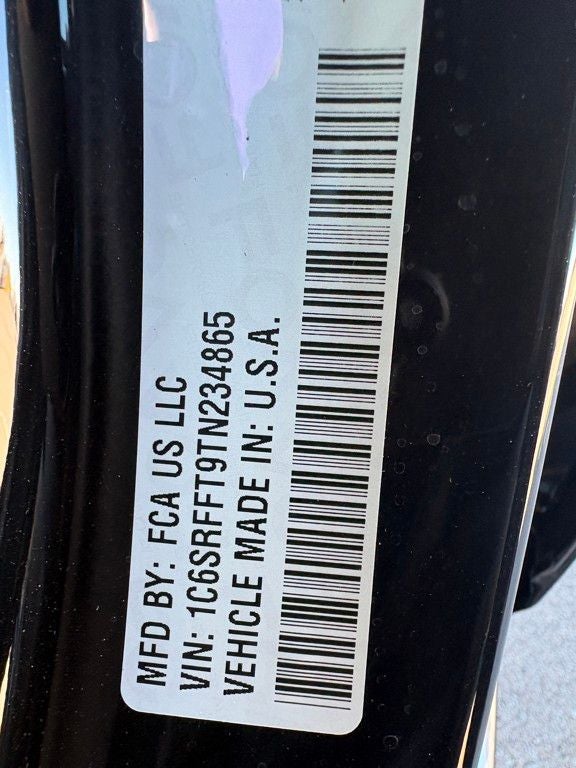 MFD BY: FCA US LLC
VIN: 1C6SRFFT9TN234865
VEHICLE MADE IN: U.S.A.